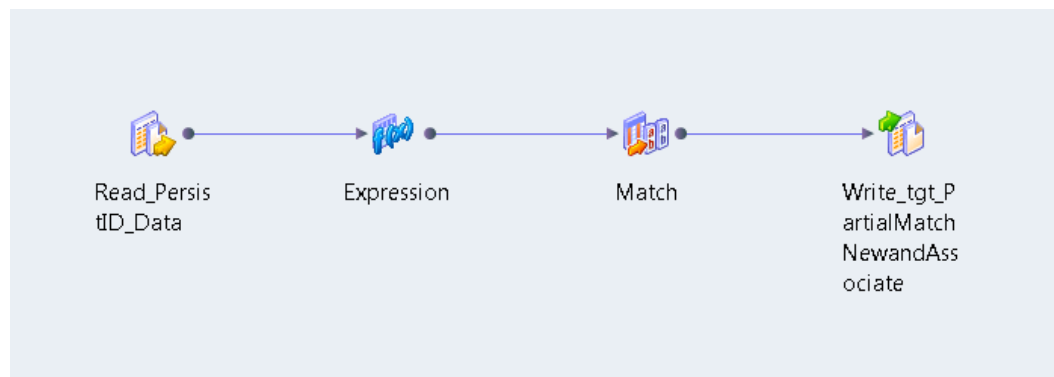 Read_Persis
tID_Data
Expression
Match
Write_tgt_P
artialMatch
NewandAss
ociate